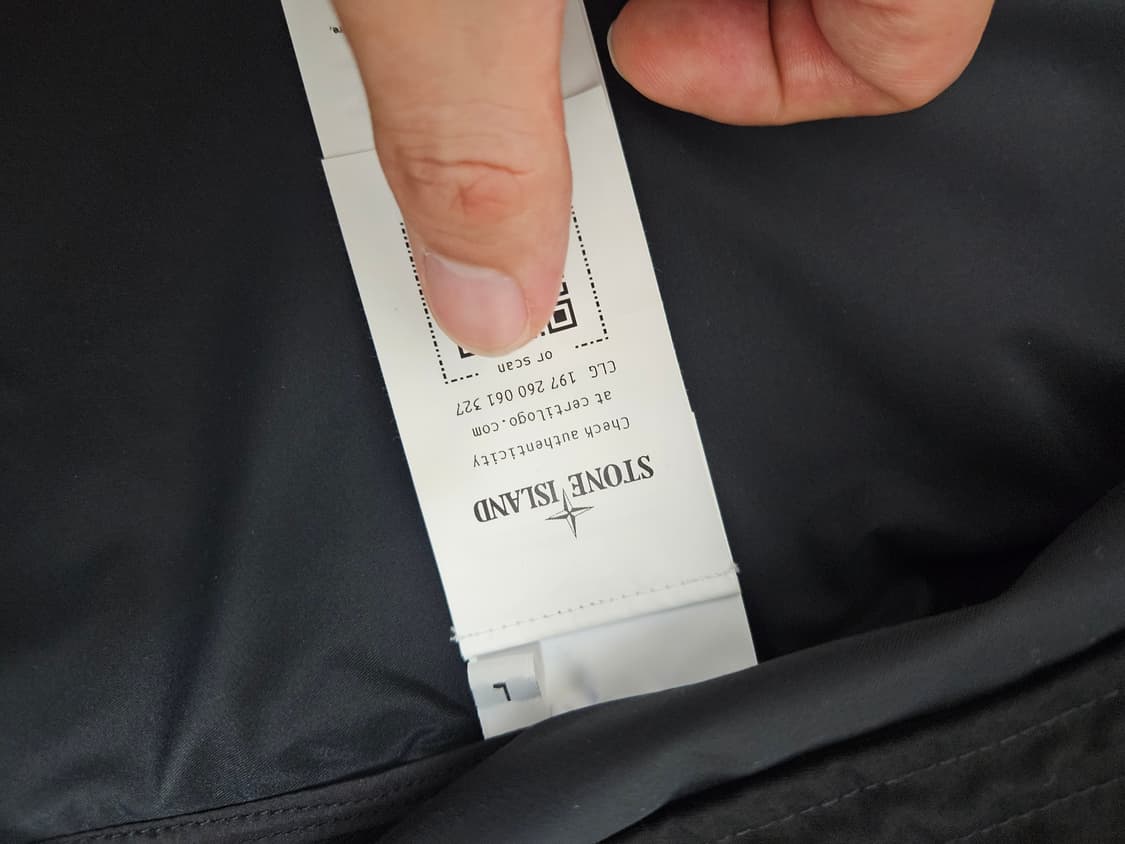 STONE ISLAND
Check authenticity
at certilogo.com
CLG 197 260 061 327
or scan
L